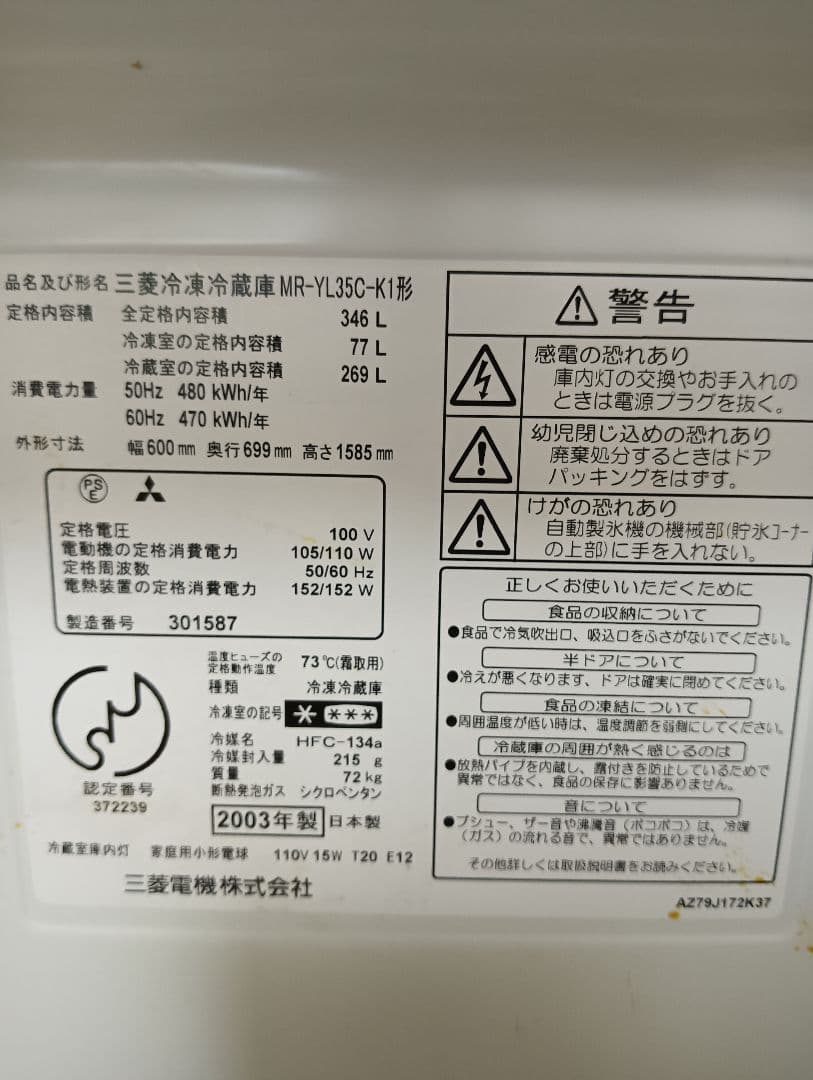 品名及び形名 三菱冷凍冷蔵庫 MR-YL35C-K1形
定格内容積 全定格内容積 346 L
冷凍室の定格内容積 77 L
冷蔵室の定格内容積 269 L
消費電力量 50Hz 480 kWh/年
60Hz 470 kWh/年
外形寸法 幅600㎜ 奥行699㎜ 高さ1585㎜
PSE
定格電圧 100 V
電動機の定格消費電力 105/110 W
定格周波数 50/60 Hz
電熱装置の定格消費電力 152/152 W
製造番号 301587
温度ヒューズの
定格動作温度 73℃(霜取用)
種類 冷凍冷蔵庫
冷凍室の記号 * ***
冷媒名 HFC-134a
冷媒封入量 215 g
質量 72 kg
断熱発泡ガス シクロペンタン
認定番号
372239
2003年製 日本製
冷蔵室庫内灯 家庭用小形電球 110V 15W T20 E12
三菱電機株式会社
警告
感電の恐れあり
庫内灯の交換やお手入れの
ときは電源プラグを抜く。
幼児閉じ込めの恐れあり
廃棄処分するときはドア
パッキングをはずす。
けがの恐れあり
自動製氷機の機械部(貯氷コーナー
の上部)に手を入れない。
正しくお使いいただくために
食品の収納について
●食品で冷気吹出口、吸込口をふさがないでください。
半ドアについて
●冷えが悪くなります、ドアは確実に閉めてください。
食品の凍結について
●周囲温度が低い時は、温度調節を弱側にしてください。
冷蔵庫の周囲が熱く感じるのは
●放熱パイプを内蔵し、露付きを防止しているためで
異常ではなく、食品の保存に影響ありません。
音について
●ブシュー、ザー音や沸騰音(ポコポコ)は、冷媒
(ガス)の流れる音で、異常ではありません。
その他詳しくは取扱説明書をお読みください。
AZ79J172K37